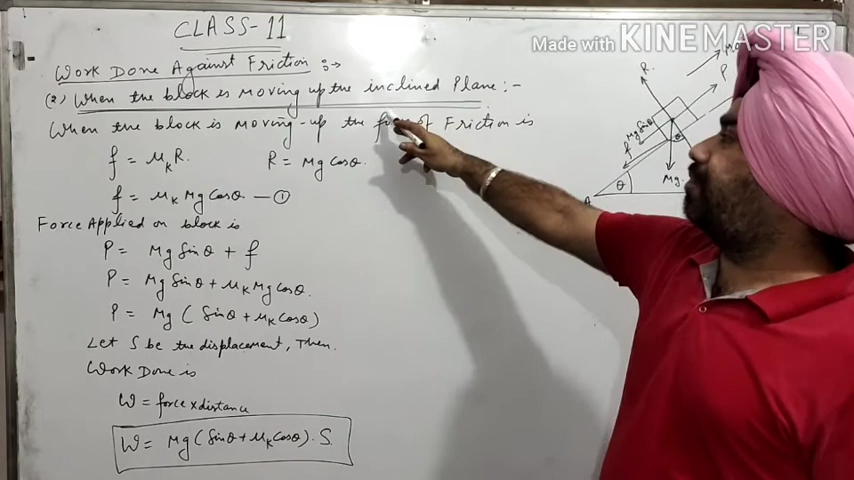 CLASS-11
Made with KINEMASTER
Work Done Against Friction :→
(2) When the block is moving up the inclined Plane :-
When the block is moving-up the of Friction is
f = μk R. R = Mg Cosθ.
f = μk Mg Cosθ — ①
Force Applied on block is
P = Mg Sinθ + f
P = Mg Sinθ + μk Mg Cosθ.
P = Mg ( Sinθ + μk Cosθ )
Let S be the displacement, Then.
Work Done is
W = force x distance
W = Mg ( Sinθ + μk Cosθ ) . S
R.
P
Mg Sinθ
f
θ
θ
Mg.
A